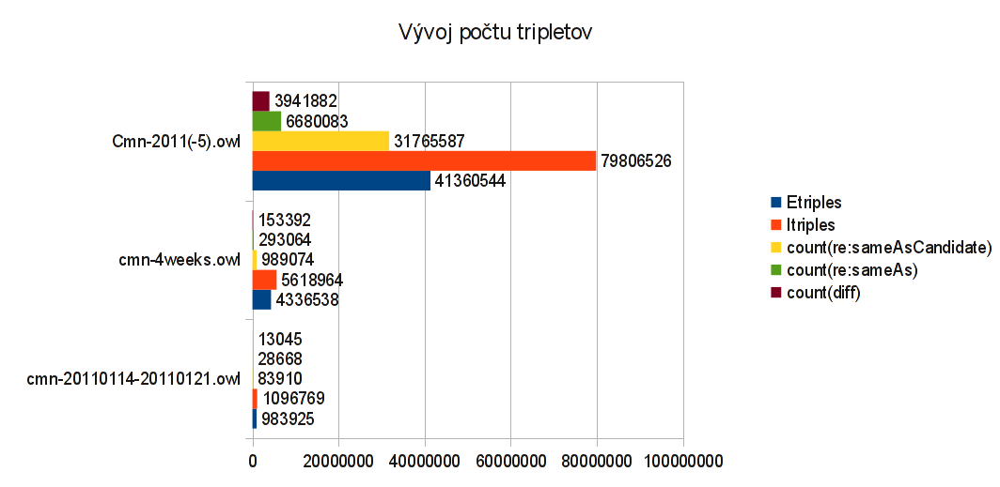 Vývoj počtu tripletov
Cmn-2011(-5).owl
3941882
6680083
31765587
79806526
41360544
cmn-4weeks.owl
153392
293064
989074
5618964
4336538
cmn-20110114-20110121.owl
13045
28668
83910
1096769
983925
0 20000000 40000000 60000000 80000000 100000000
Etriples
Itriples
count(re:sameAsCandidate)
count(re:sameAs)
count(diff)